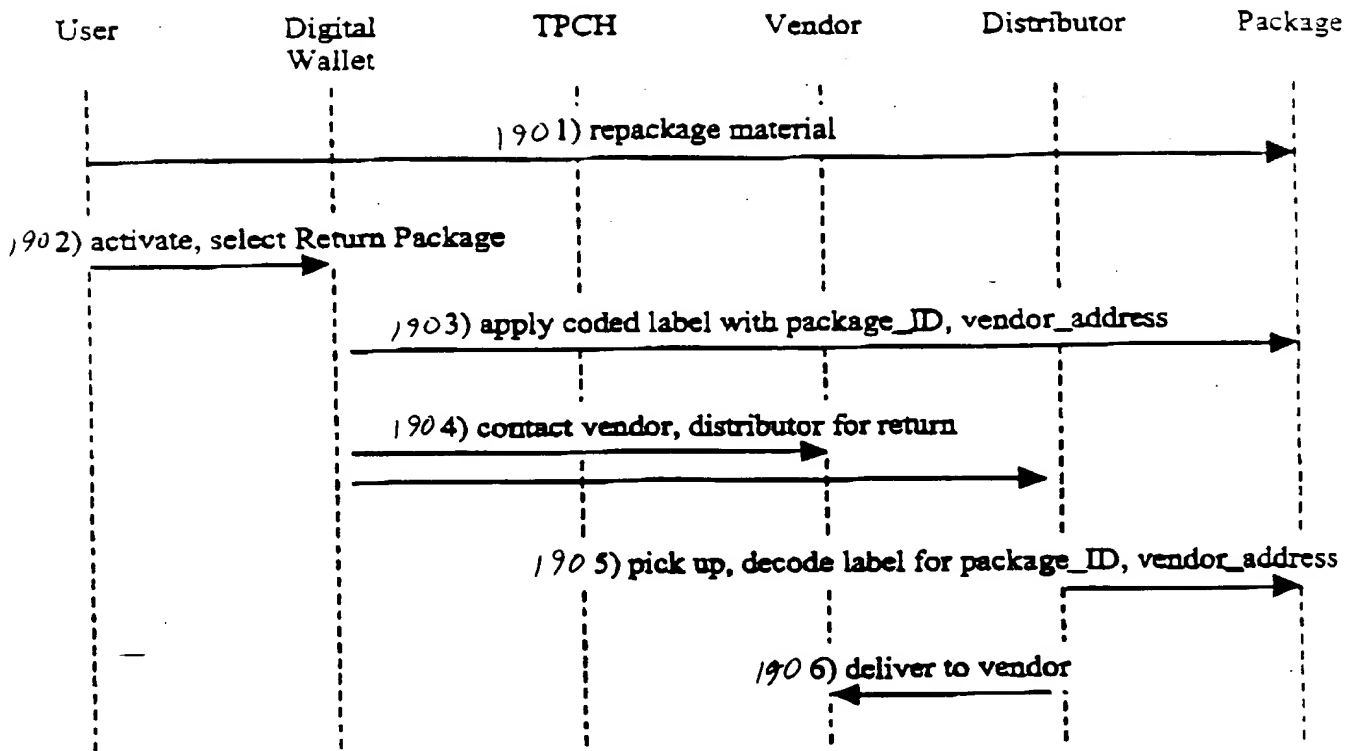 User Digital Wallet TPCH Vendor Distributor Package
1901) repackage material
1902) activate, select Return Package
1903) apply coded label with package_ID, vendor_address
1904) contact vendor, distributor for return
1905) pick up, decode label for package_ID, vendor_address
1906) deliver to vendor